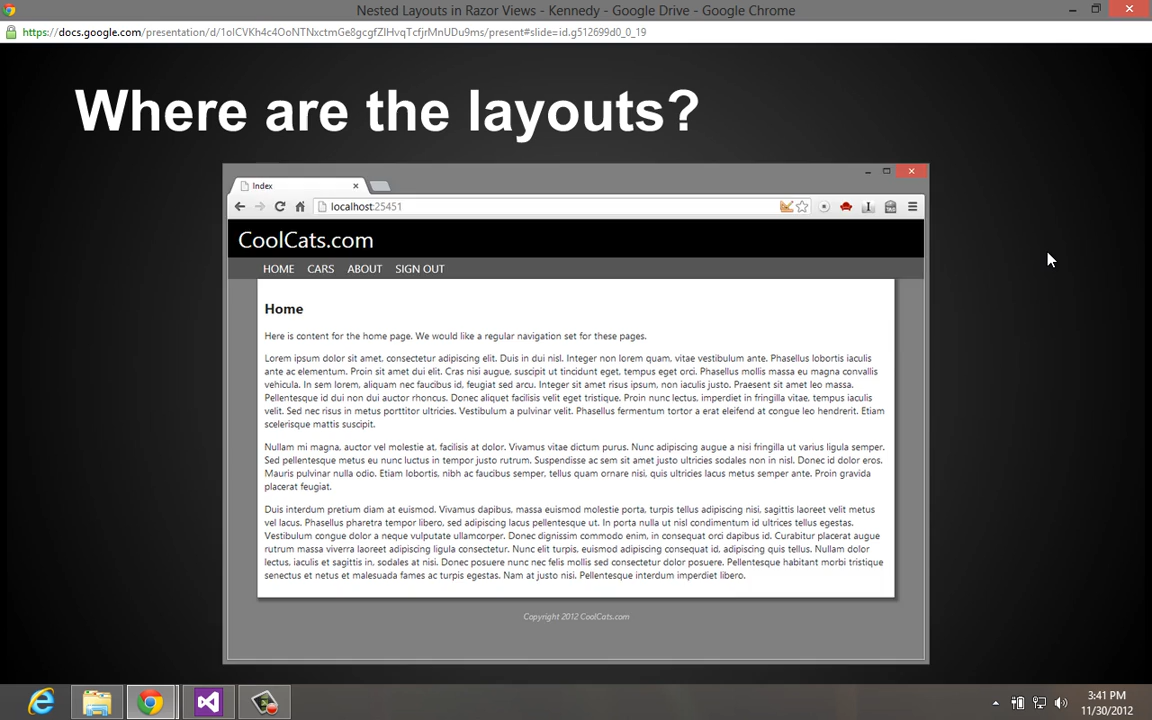 Nested Layouts in Razor Views - Kennedy - Google Drive - Google Chrome
https://docs.google.com/presentation/d/1olCVKh4c4OoNTNxctmGe8gcgfZIHvqTcfjrMnUDu9ms/present#slide=id.g512699d0_0_19
Where are the layouts?
Index
localhost:25451
CoolCats.com
HOME CARS ABOUT SIGN OUT
Home
Here is content for the home page. We would like a regular navigation set for these pages.
Lorem ipsum dolor sit amet, consectetur adipiscing elit. Duis in dui nisl. Integer non lorem quam, vitae vestibulum ante. Phasellus lobortis iaculis
ante ac elementum. Proin sit amet dui elit. Cras nisi augue, suscipit ut tincidunt eget, tempus eget orci. Phasellus mollis massa eu magna convallis
vehicula. In sem lorem, aliquam nec faucibus id, feugiat sed arcu. Integer sit amet risus ipsum, non iaculis justo. Praesent sit amet leo massa.
Pellentesque id dui non dui auctor rhoncus. Donec aliquet facilisis velit eget tristique. Proin nunc lectus, imperdiet in fringilla vitae, tempus iaculis
velit. Sed nec risus in metus porttitor ultricies. Vestibulum a pulvinar velit. Phasellus fermentum tortor a erat eleifend at congue leo hendrerit. Etiam
scelerisque mattis suscipit.
Nullam mi magna, auctor vel molestie at, facilisis at dolor. Vivamus vitae dictum purus. Nunc adipiscing augue a nisi fringilla ut varius ligula semper.
Sed pellentesque metus eu nunc luctus in tempor justo rutrum. Suspendisse ac sem sit amet justo ultricies sodales non in nisl. Donec id dolor eros.
Mauris pulvinar nulla odio. Etiam lobortis, nibh ac faucibus semper, tellus quam ornare nisi, quis ultricies lacus metus semper ante. Proin gravida
placerat feugiat.
Duis interdum pretium diam at euismod. Vivamus dapibus, massa euismod molestie porta, turpis tellus adipiscing nisi, sagittis laoreet velit metus
vel lacus. Phasellus pharetra tempor libero, sed adipiscing lacus pellentesque ut. In porta nulla ut nisl condimentum id ultrices tellus egestas.
Vestibulum congue dolor a neque vulputate ullamcorper. Donec dignissim commodo enim, in consequat orci dapibus id. Curabitur placerat augue
rutrum massa viverra laoreet adipiscing ligula consectetur. Nunc elit turpis, euismod adipiscing consequat id, adipiscing quis tellus. Nullam dolor
lectus, iaculis et sagittis in, sodales at nisi. Donec posuere nunc nec felis mollis sed consectetur dolor posuere. Pellentesque habitant morbi tristique
senectus et netus et malesuada fames ac turpis egestas. Nam at justo nisi. Pellentesque interdum imperdiet libero.
Copyright 2012 CoolCats.com
3:41 PM
11/30/2012